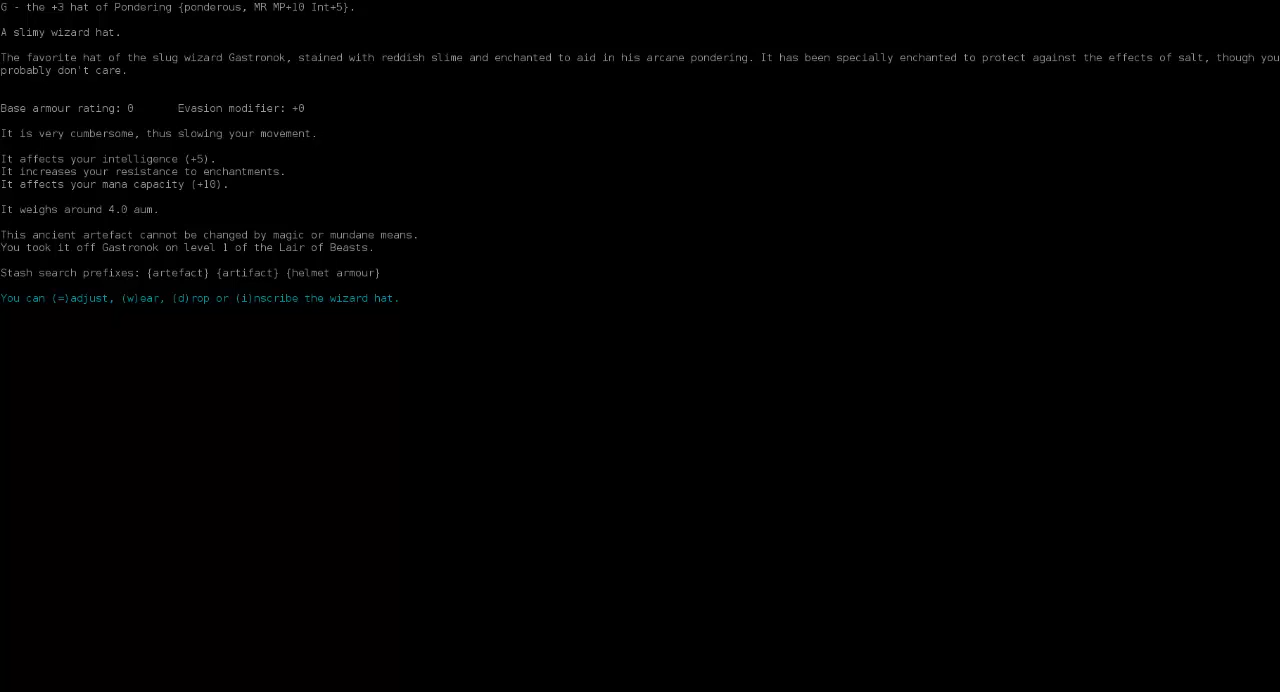 G - the +3 hat of Pondering {ponderous, MR MP+10 Int+5}.
A slimy wizard hat.
The favorite hat of the slug wizard Gastronok, stained with reddish slime and enchanted to aid in his arcane pondering. It has been specially enchanted to protect against the effects of salt, though you
probably don't care.
Base armour rating: 0       Evasion modifier: +0
It is very cumbersome, thus slowing your movement.
It affects your intelligence (+5).
It increases your resistance to enchantments.
It affects your mana capacity (+10).
It weighs around 4.0 aum.
This ancient artefact cannot be changed by magic or mundane means.
You took it off Gastronok on level 1 of the Lair of Beasts.
Stash search prefixes: {artefact} {artifact} {helmet armour}
You can (=)adjust, (w)ear, (d)rop or (i)nscribe the wizard hat.